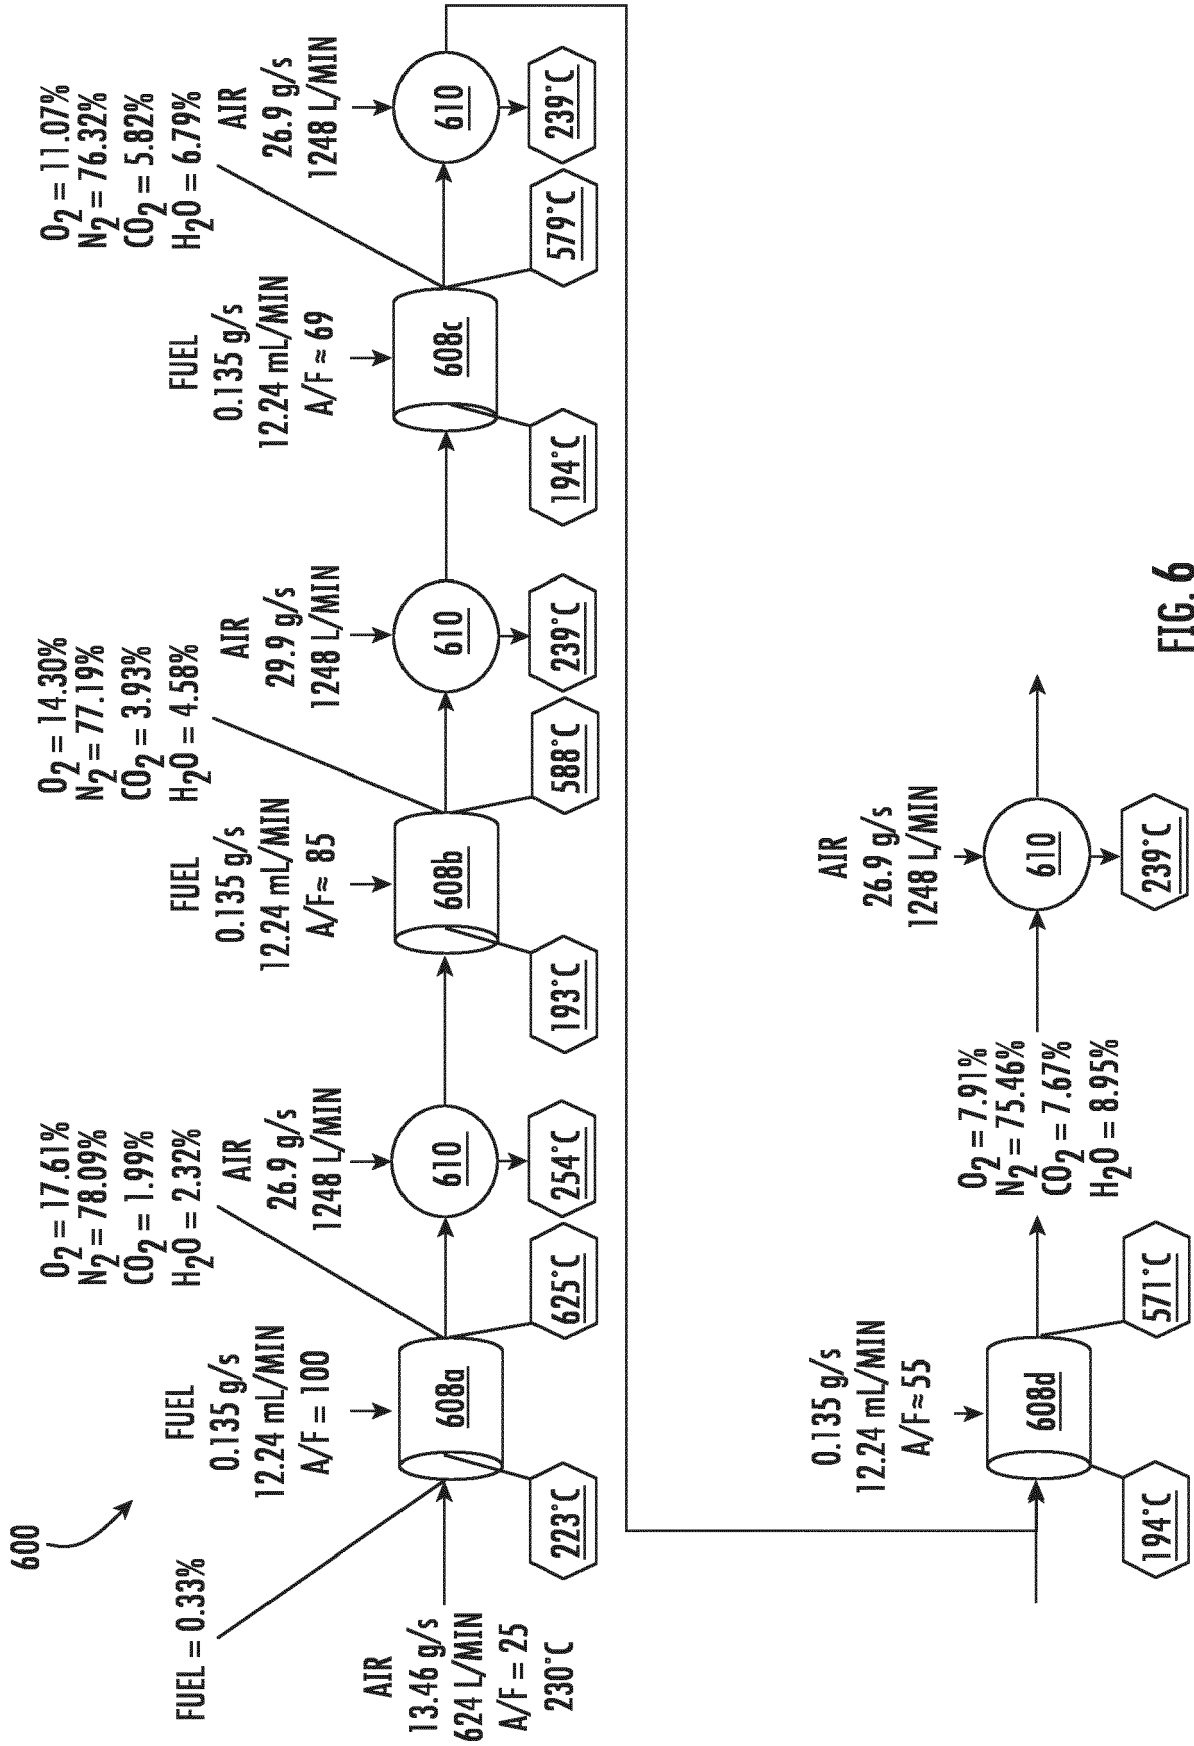 600
FUEL = 0.33%
AIR
13.46 g/s
624 L/MIN
A/F = 25
230°C
223°C
FUEL
0.135 g/s
12.24 mL/MIN
A/F = 100
608a
625°C
O2 = 17.61%
N2 = 78.09%
CO2 = 1.99%
H2O = 2.32%
AIR
26.9 g/s
1248 L/MIN
610
254°C
193°C
FUEL
0.135 g/s
12.24 mL/MIN
A/F ≈ 85
608b
588°C
O2 = 14.30%
N2 = 77.19%
CO2 = 3.93%
H2O = 4.58%
AIR
29.9 g/s
1248 L/MIN
610
239°C
194°C
FUEL
0.135 g/s
12.24 mL/MIN
A/F ≈ 69
608c
579°C
O2 = 11.07%
N2 = 76.32%
CO2 = 5.82%
H2O = 6.79%
AIR
26.9 g/s
1248 L/MIN
610
239°C
194°C
0.135 g/s
12.24 mL/MIN
A/F ≈ 55
608d
571°C
O2 = 7.91%
N2 = 75.46%
CO2 = 7.67%
H2O = 8.95%
AIR
26.9 g/s
1248 L/MIN
610
239°C
FIG. 6